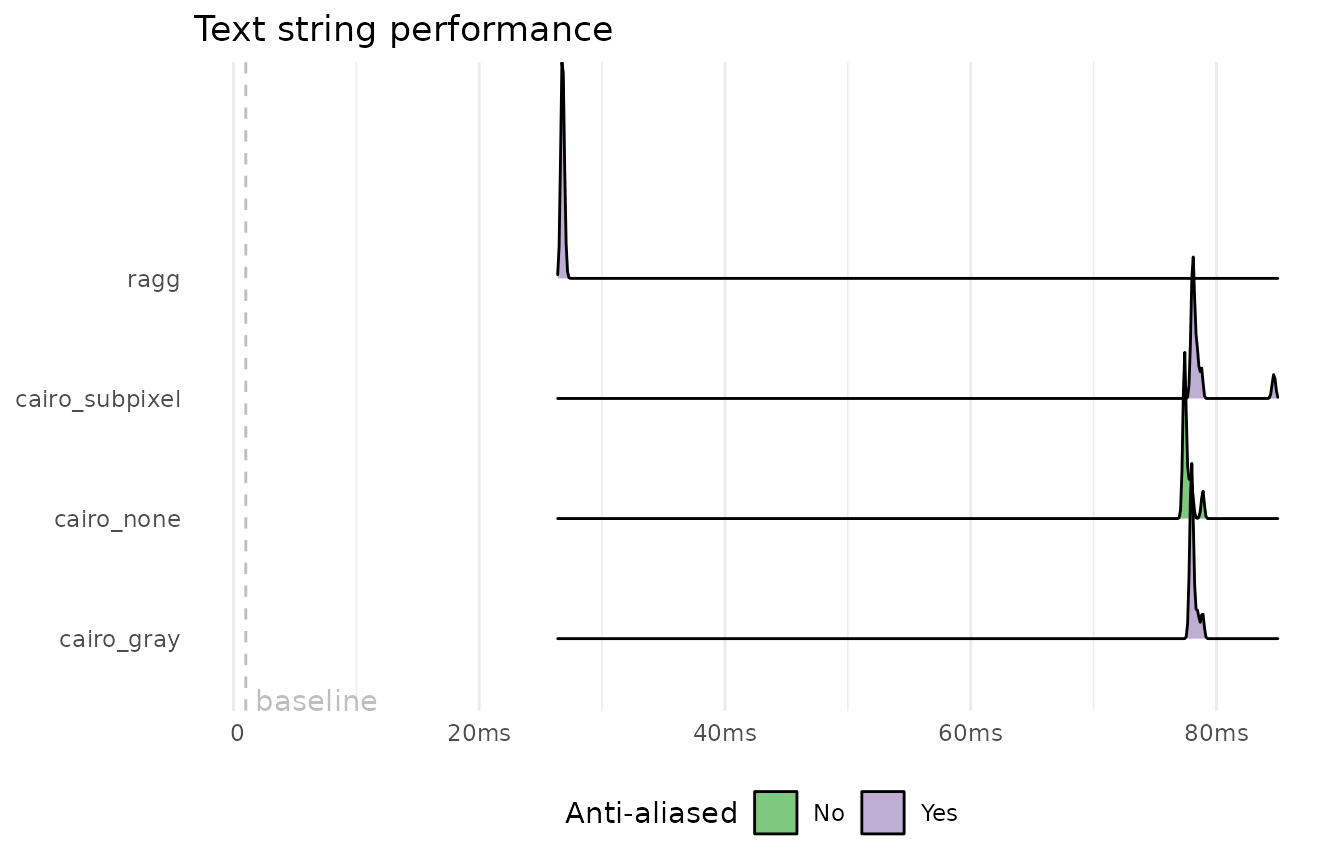 Text string performance
ragg
cairo_subpixel
cairo_none
cairo_gray
baseline
0 20ms 40ms 60ms 80ms
Anti-aliased No Yes